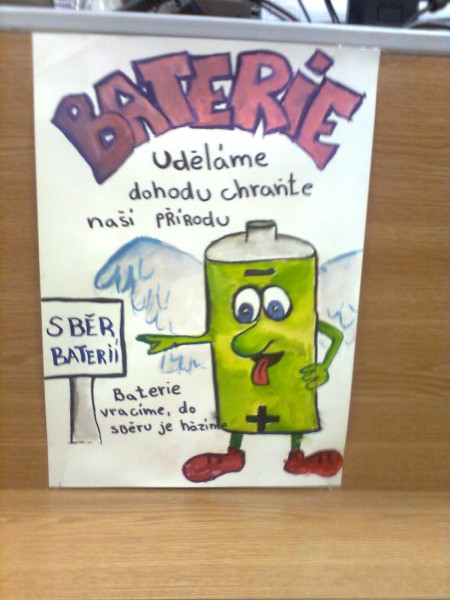 BATERIE
Uděláme
dohodu chraňte
naši PŘÍRODU
SBĚR
BATERIÍ
Baterie
vracíme, do
sběru je házíme